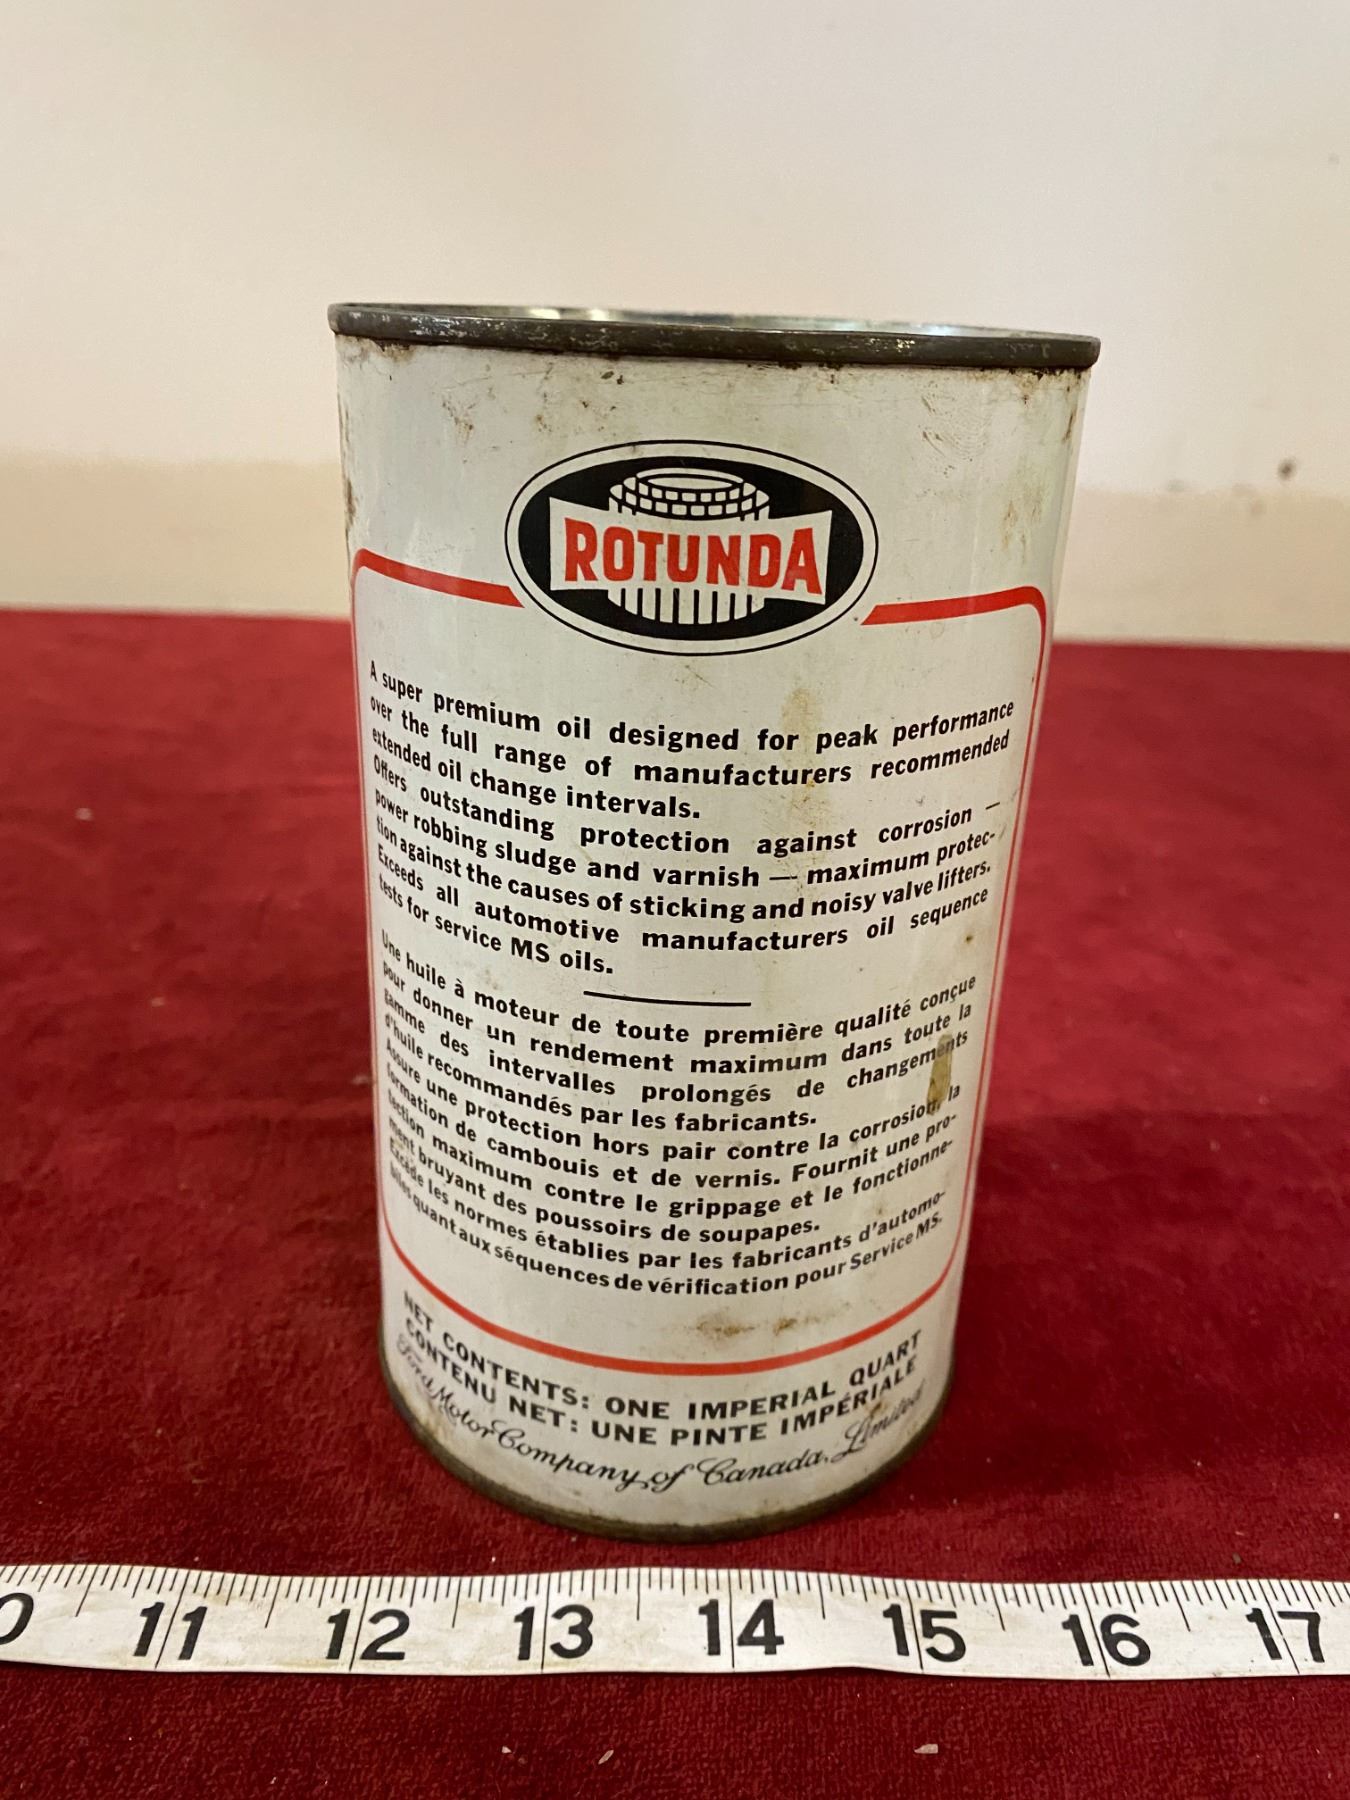 ROTUNDA
A super premium oil designed for peak performance
over the full range of manufacturers recommended
extended oil change intervals.
Offers outstanding protection against corrosion —
power robbing sludge and varnish — maximum protec-
tion against the causes of sticking and noisy valve lifters.
Exceeds all automotive manufacturers oil sequence
tests for service MS oils.
Une huile à moteur de toute première qualité conçue
pour donner un rendement maximum dans toute la
gamme des intervalles prolongés de changements
d'huile recommandés par les fabricants.
Assure une protection hors pair contre la corrosion, la
formation de cambouis et de vernis. Fournit une pro-
tection maximum contre le grippage et le fonctionne-
ment bruyant des poussoirs de soupapes.
Excède les normes établies par les fabricants d'automo-
biles quant aux séquences de vérification pour Service MS.
NET CONTENTS: ONE IMPERIAL QUART
CONTENU NET: UNE PINTE IMPÉRIALE
Ford Motor Company of Canada, Limited
0 11 12 13 14 15 16 17